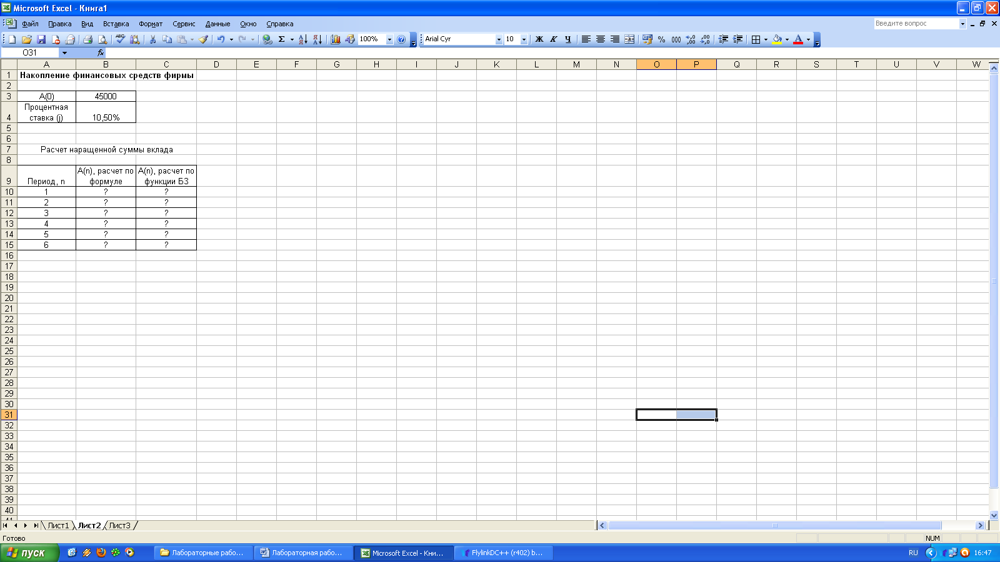 Microsoft Excel - Книга1
Файл Правка Вид Вставка Формат Сервис Данные Окно Справка
Введите вопрос
100% Arial Cyr 10 Ж К Ч
O31 fx
A B C D E F G H I J K L M N O P Q R S T U V W
1 Накопление финансовых средств фирмы
2
3 A(0) 45000
Процентная
4 ставка (j) 10,50%
5
6
7 Расчет наращенной суммы вклада
8
A(n), расчет по A(n), расчет по
9 Период, n формуле функции БЗ
10 1 ? ?
11 2 ? ?
12 3 ? ?
13 4 ? ?
14 5 ? ?
15 6 ? ?
16
17
18
19
20
21
22
23
24
25
26
27
28
29
30
31
32
33
34
35
36
37
38
39
40
41
Лист1 Лист2 Лист3
Готово NUM
пуск Лабораторные рабо... Лабораторная рабо... Microsoft Excel - Кни... FlylinkDC++ (r402) b... RU 16:47